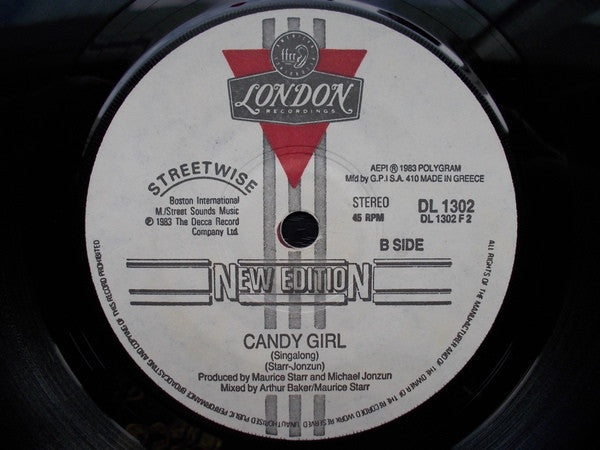 ffrr
LONDON
RECORDINGS
STREETWISE
Boston International
M./Street Sounds Music
℗ 1983 The Decca Record
Company Ltd.
AEPI ℗ 1983 POLYGRAM
Mfd by G.P.I S.A. 410 MADE IN GREECE
STEREO
45 RPM
DL 1302
DL 1302 F 2
B SIDE
NEW EDITION
CANDY GIRL
(Singalong)
(Starr-Jonzun)
Produced by Maurice Starr and Michael Jonzun
Mixed by Arthur Baker/Maurice Starr
ALL RIGHTS OF THE MANUFACTURER AND OF THE OWNER OF THE RECORDED WORK RESERVED UNAUTHORISED PUBLIC PERFORMANCE BROADCASTING AND COPYING OF THIS RECORD PROHIBITED